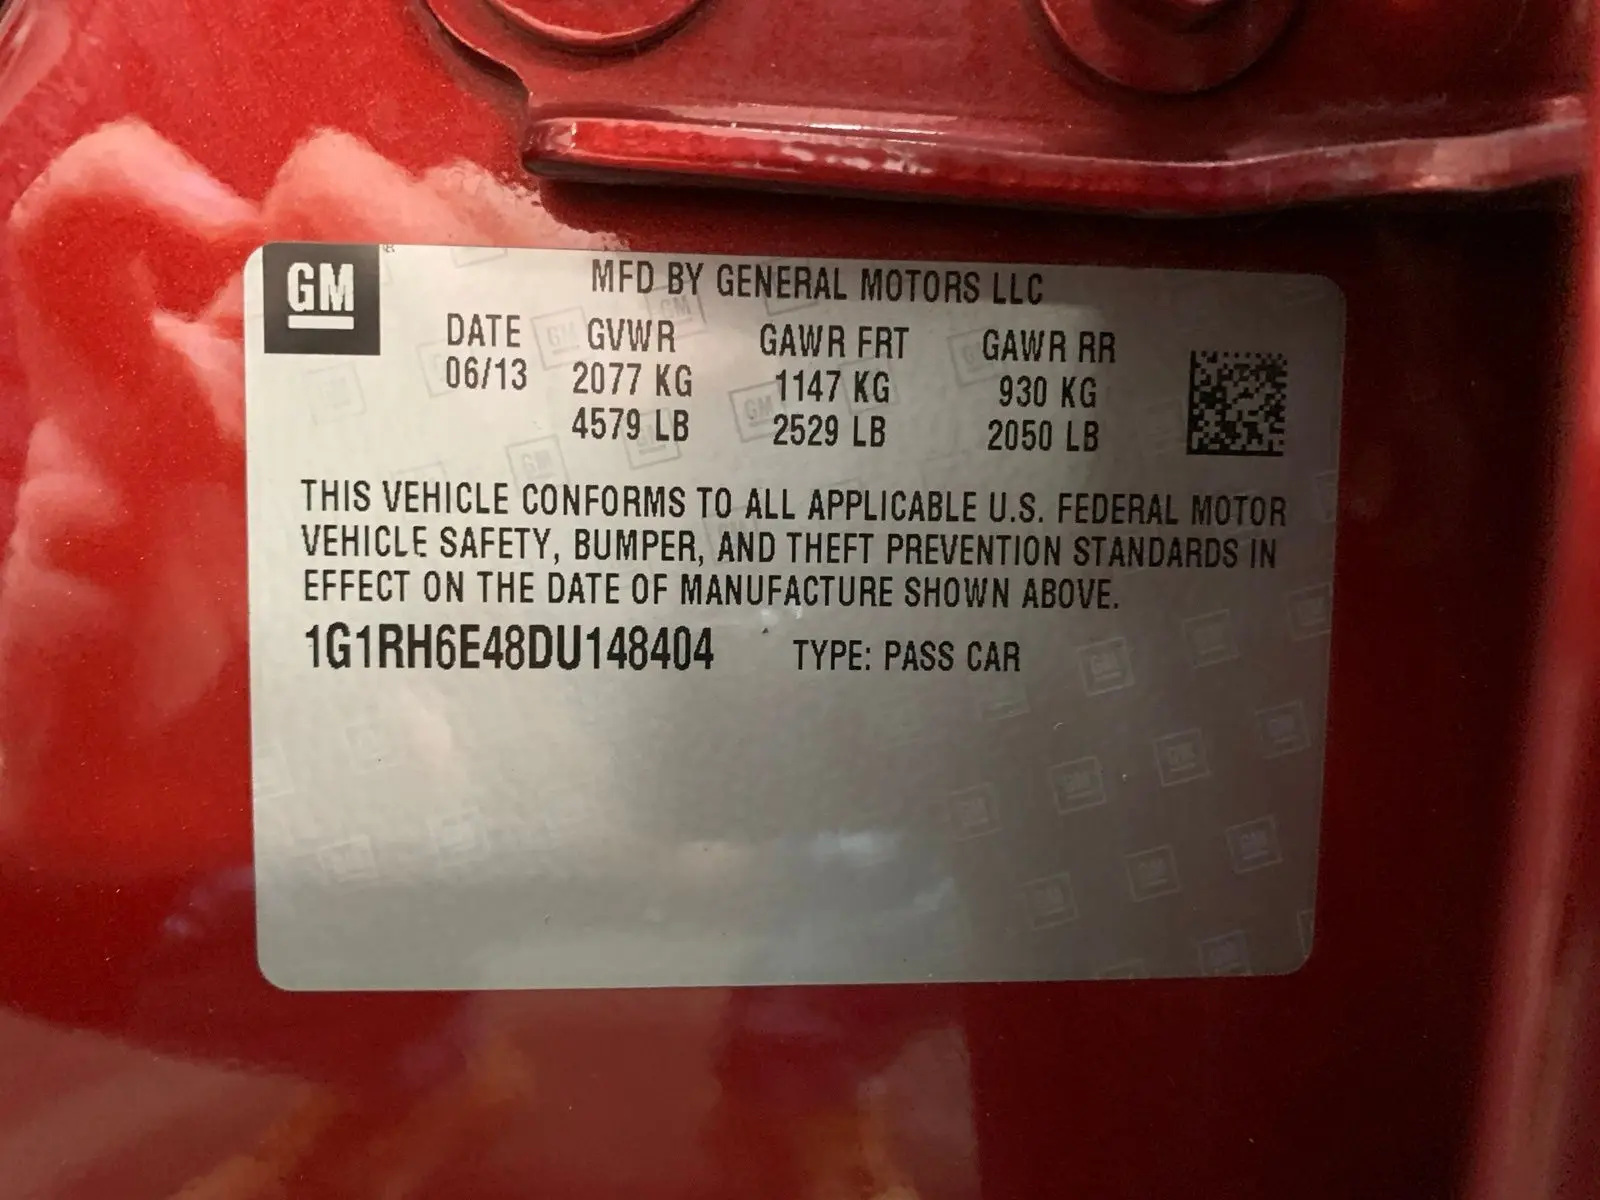 GM
MFD BY GENERAL MOTORS LLC
DATE GVWR GAWR FRT GAWR RR
06/13 2077 KG 1147 KG 930 KG
4579 LB 2529 LB 2050 LB
THIS VEHICLE CONFORMS TO ALL APPLICABLE U.S. FEDERAL MOTOR
VEHICLE SAFETY, BUMPER, AND THEFT PREVENTION STANDARDS IN
EFFECT ON THE DATE OF MANUFACTURE SHOWN ABOVE.
1G1RH6E48DU148404 TYPE: PASS CAR